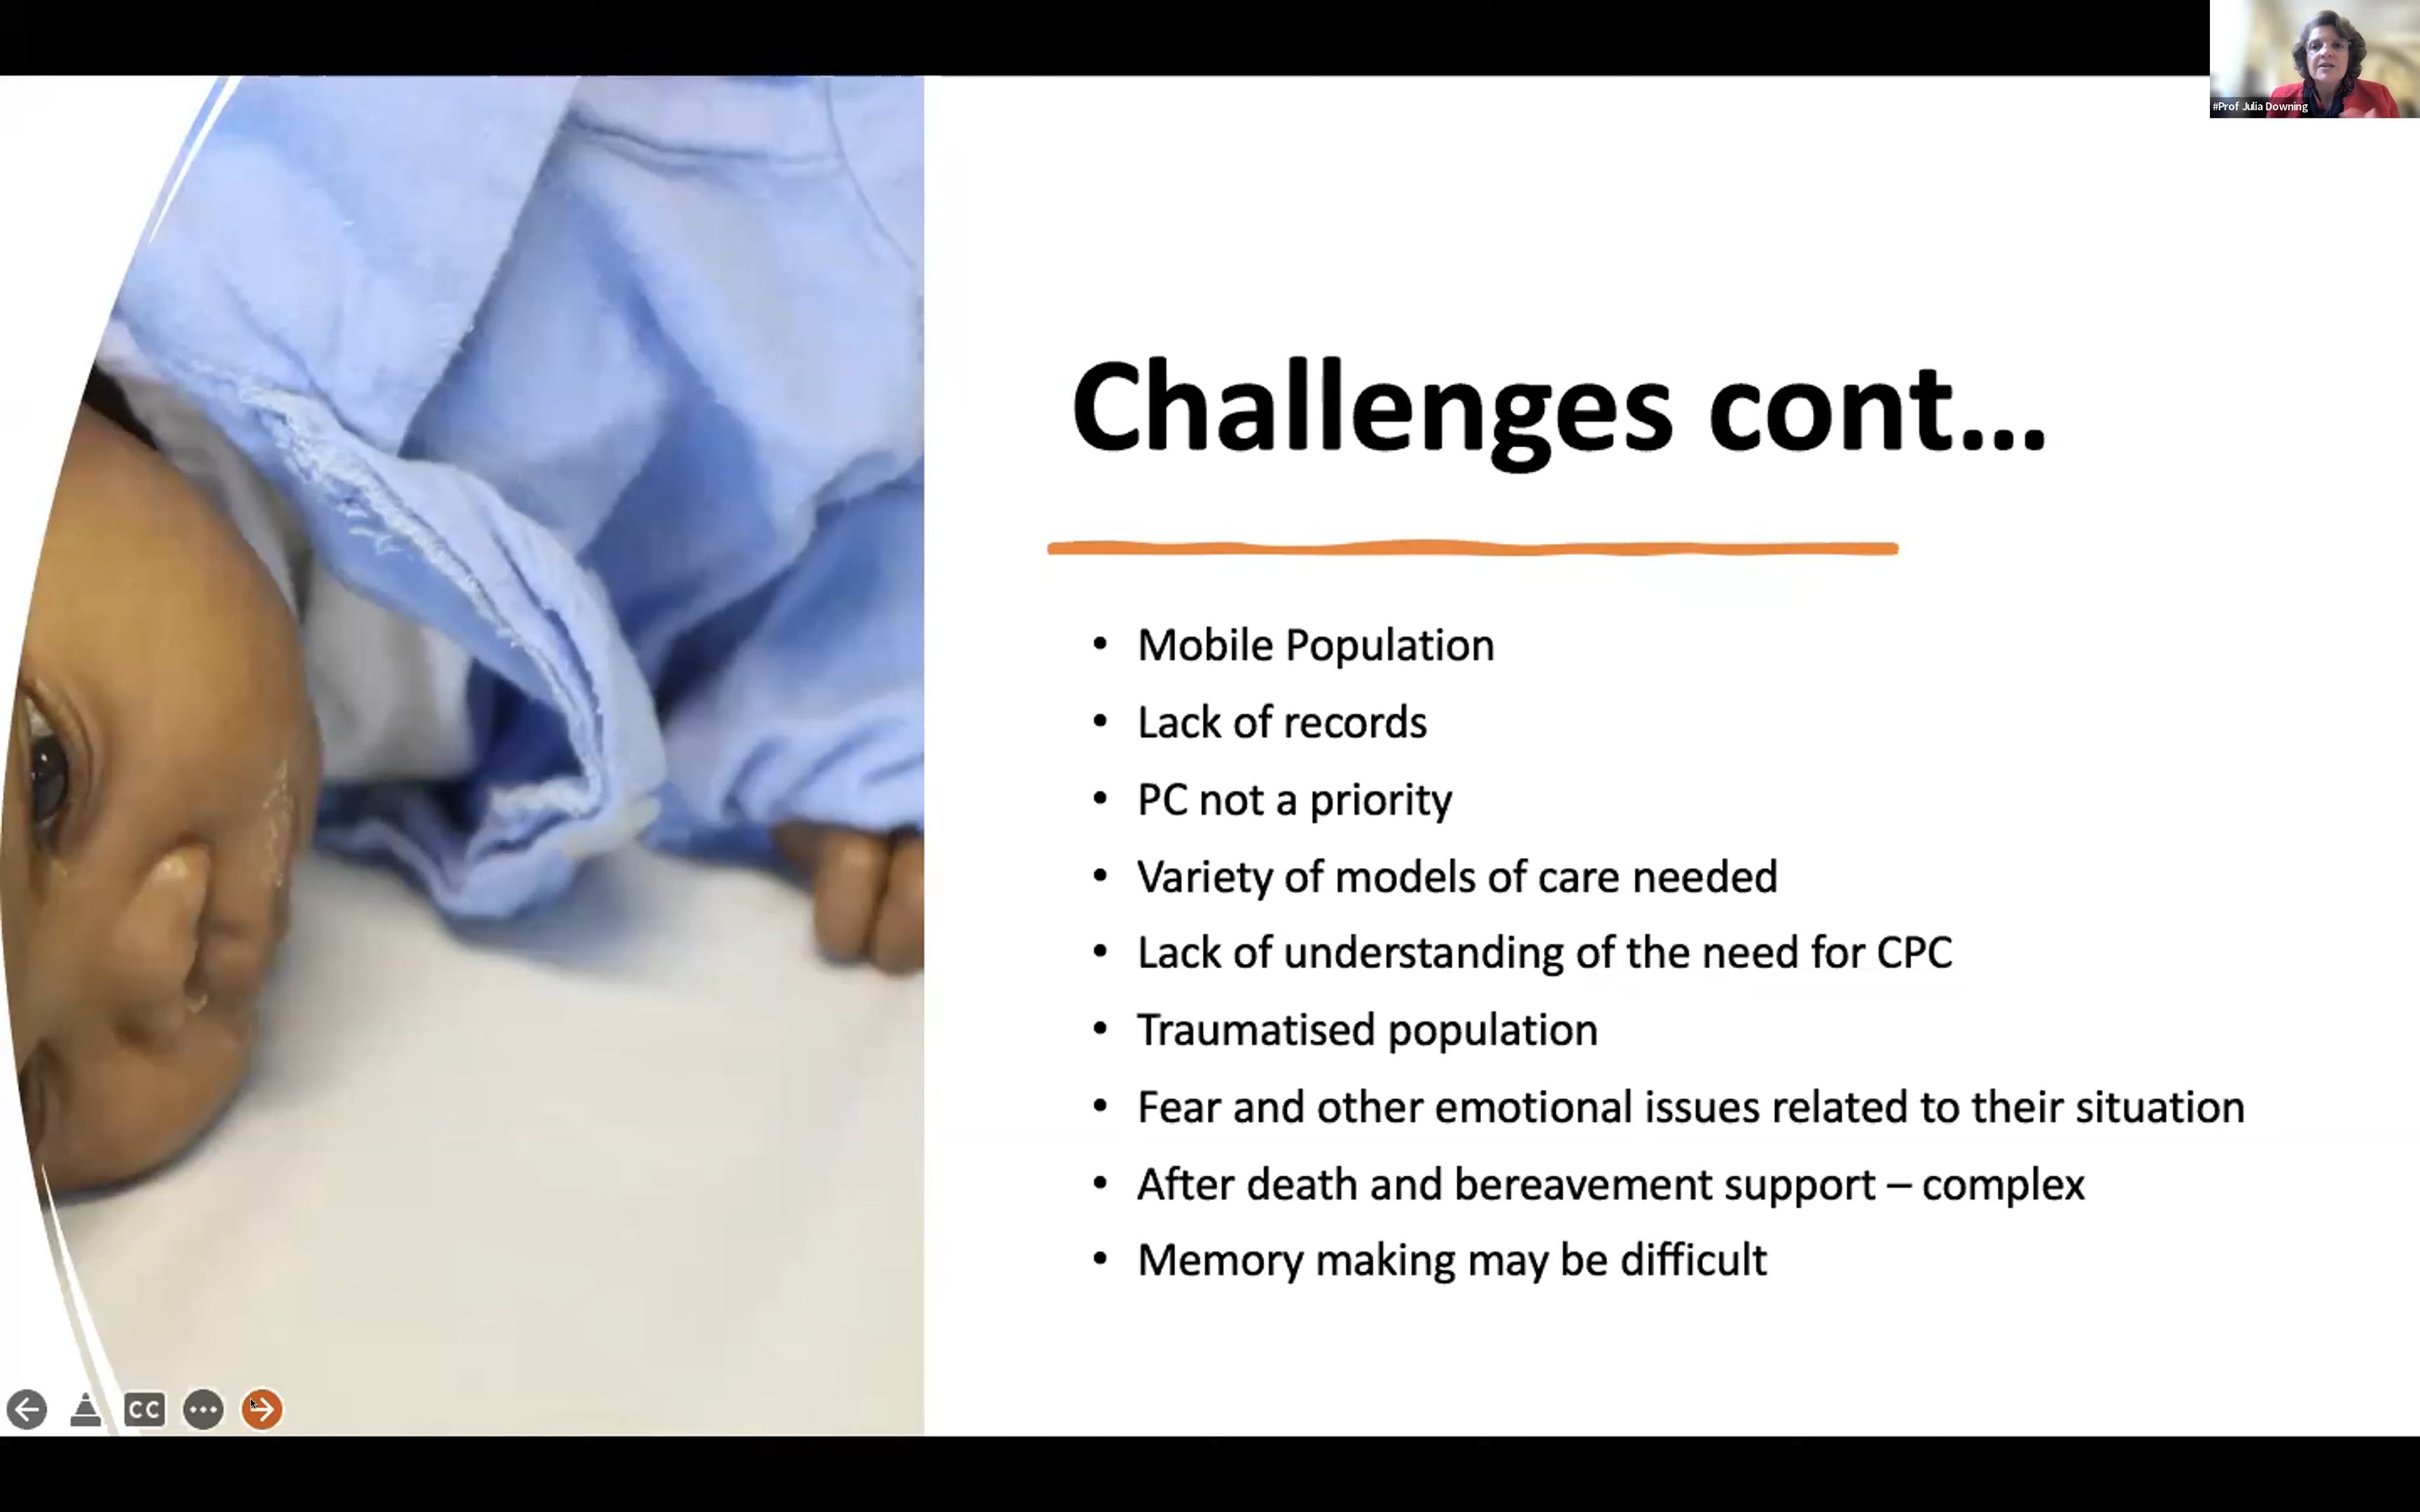 #Prof Julia Downing
Challenges cont...
• Mobile Population
• Lack of records
• PC not a priority
• Variety of models of care needed
• Lack of understanding of the need for CPC
• Traumatised population
• Fear and other emotional issues related to their situation
• After death and bereavement support – complex
• Memory making may be difficult
CC